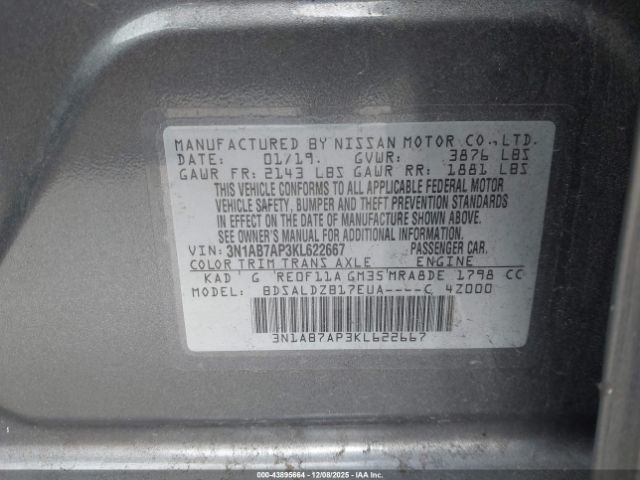 MANUFACTURED BY NISSAN MOTOR CO., LTD.
DATE: 01/19. GVWR: 3876 LBS
GAWR FR: 2143 LBS GAWR RR: 1881 LBS
THIS VEHICLE CONFORMS TO ALL APPLICABLE FEDERAL MOTOR
VEHICLE SAFETY, BUMPER AND THEFT PREVENTION STANDARDS
IN EFFECT ON THE DATE OF MANUFACTURE SHOWN ABOVE.
SEE OWNER'S MANUAL FOR ADDITIONAL INFORMATION.
VIN: 3N1AB7AP3KL622667 PASSENGER CAR.
COLOR TRIM TRANS AXLE ENGINE
KAD G RE0F11A GM35 MRA8DE 1798 CC
MODEL: BDSALDZB17EUA----C 4Z000
3N1AB7AP3KL622667
000-43895664 | 12/08/2025 | IAAI.COM